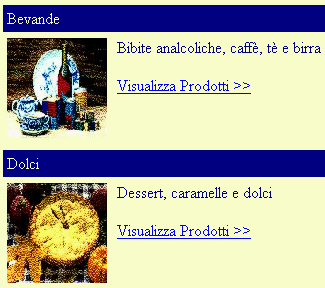 Bevande
Bibite analcoliche, caffè, tè e birra
Visualizza Prodotti >>
Dolci
Dessert, caramelle e dolci
Visualizza Prodotti >>